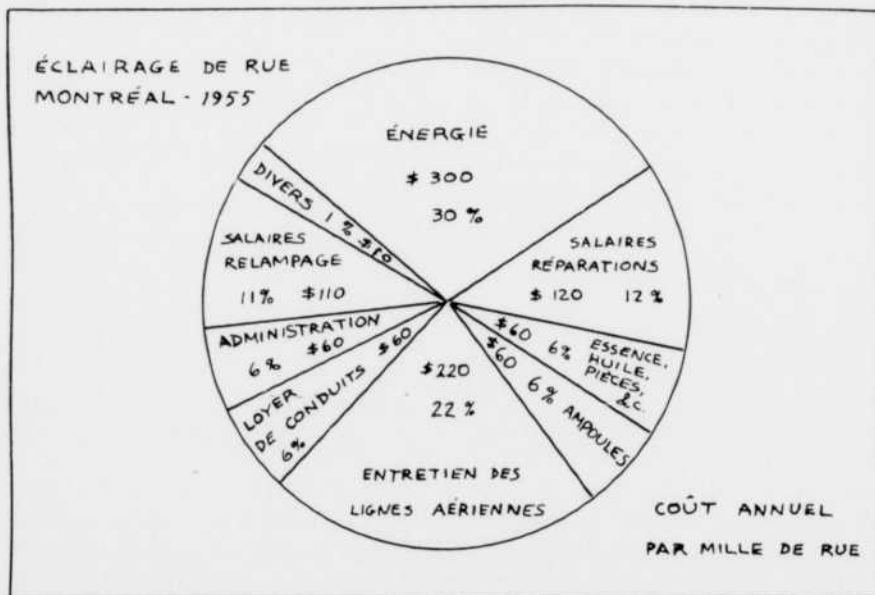 ÉCLAIRAGE DE RUE
MONTRÉAL - 1955
ÉNERGIE
$ 300
30 %
DIVERS 1 % $10
SALAIRES
RELAMPAGE
11% $110
SALAIRES
RÉPARATIONS
$ 120 12 %
ADMINISTRATION
6% $60
$60 6% ESSENCE,
HUILE,
PIÈCES,
&c.
LOYER
DE CONDUITS $60
6%
$60 6% AMPOULES
$220
22 %
ENTRETIEN DES
LIGNES AÉRIENNES
COÛT ANNUEL
PAR MILLE DE RUE